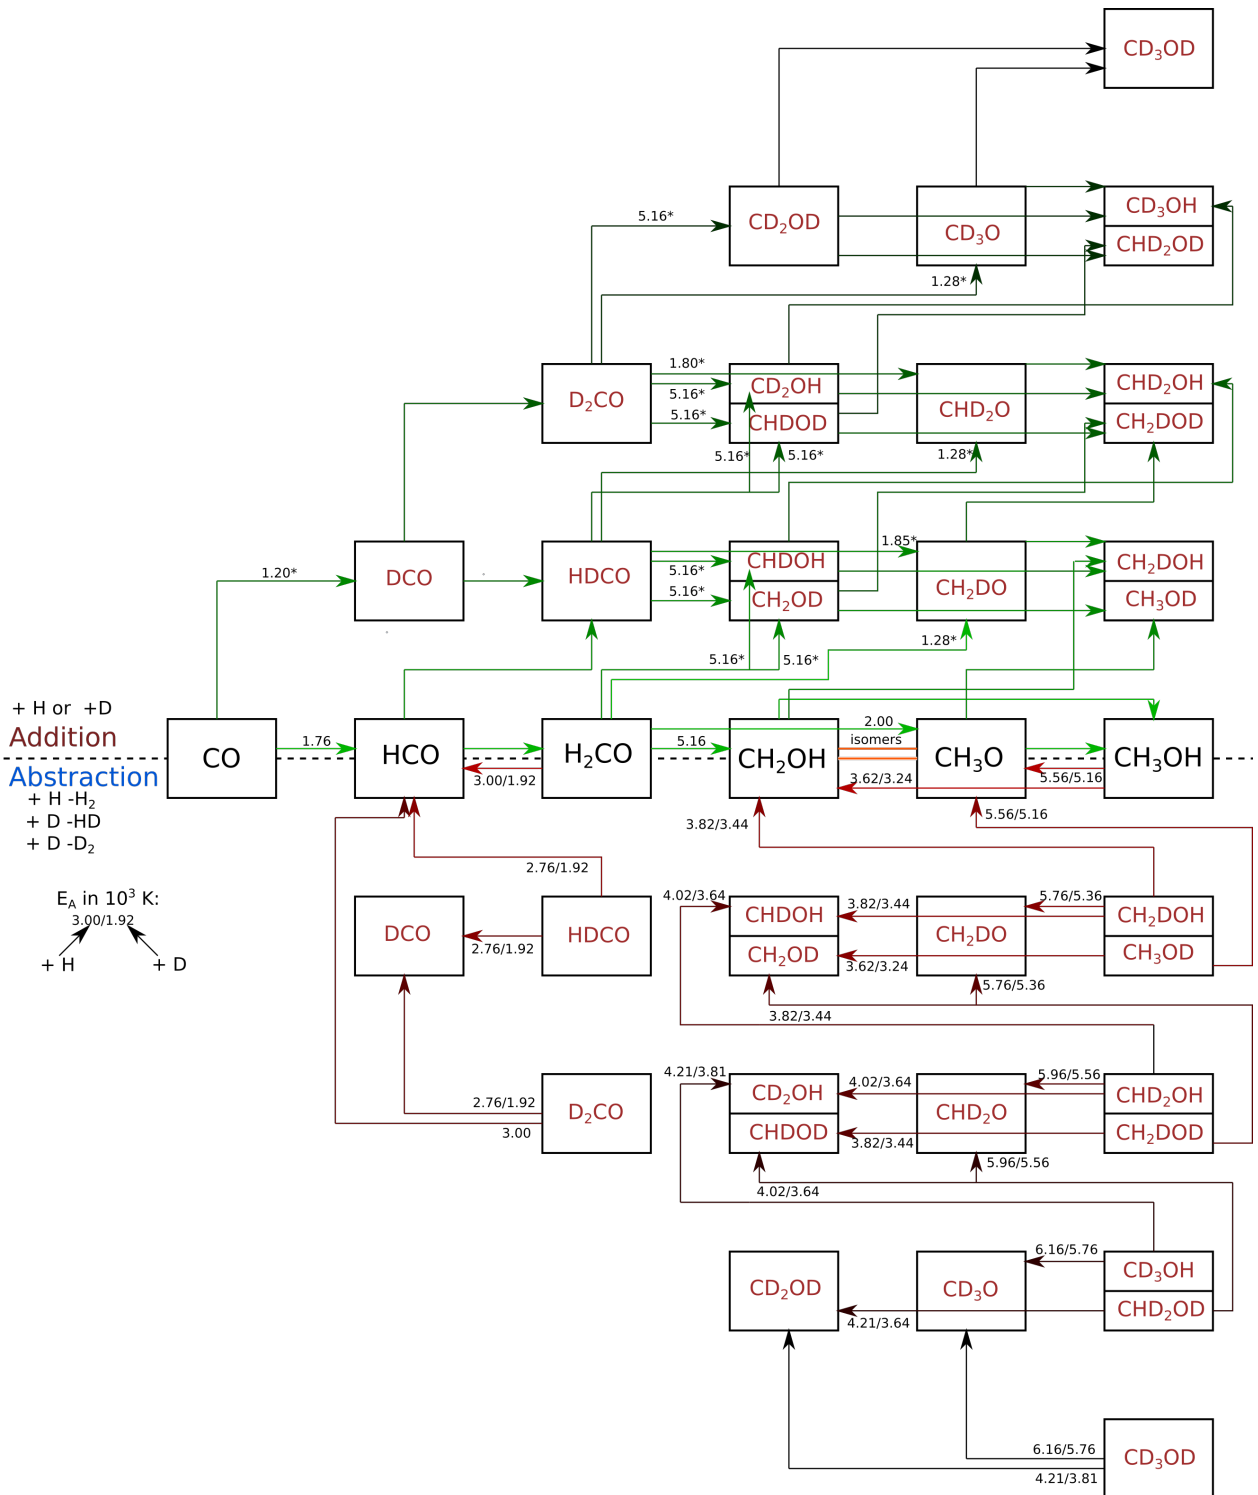 CD₃OD
5.16*
CD₂OD
CD₃O
CD₃OH
CHD₂OD
1.28*
1.80*
5.16*
5.16*
D₂CO
CD₂OH
CHDOD
CHD₂O
CHD₂OH
CH₂DOD
5.16*
5.16*
1.28*
1.20*
DCO
HDCO
5.16*
5.16*
CHDOH
CH₂OD
1.85*
CH₂DO
CH₂DOH
CH₃OD
5.16*
5.16*
1.28*
+ H or +D
Addition
Abstraction
+ H -H₂
+ D -HD
+ D -D₂
CO
1.76
HCO
3.00/1.92
H₂CO
5.16
CH₂OH
2.00
isomers
3.62/3.24
CH₃O
5.56/5.16
CH₃OH
3.82/3.44
5.56/5.16
2.76/1.92
E_A in 10³ K:
3.00/1.92
+ H
+ D
DCO
2.76/1.92
HDCO
4.02/3.64
CHDOH
CH₂OD
3.82/3.44
3.62/3.24
CH₂DO
5.76/5.36
CH₂DOH
CH₃OD
5.76/5.36
3.82/3.44
2.76/1.92
3.00
D₂CO
4.21/3.81
CD₂OH
CHDOD
4.02/3.64
3.82/3.44
CHD₂O
5.96/5.56
CHD₂OH
CH₂DOD
5.96/5.56
4.02/3.64
CD₂OD
4.21/3.64
CD₃O
6.16/5.76
CD₃OH
CHD₂OD
6.16/5.76
4.21/3.81
CD₃OD